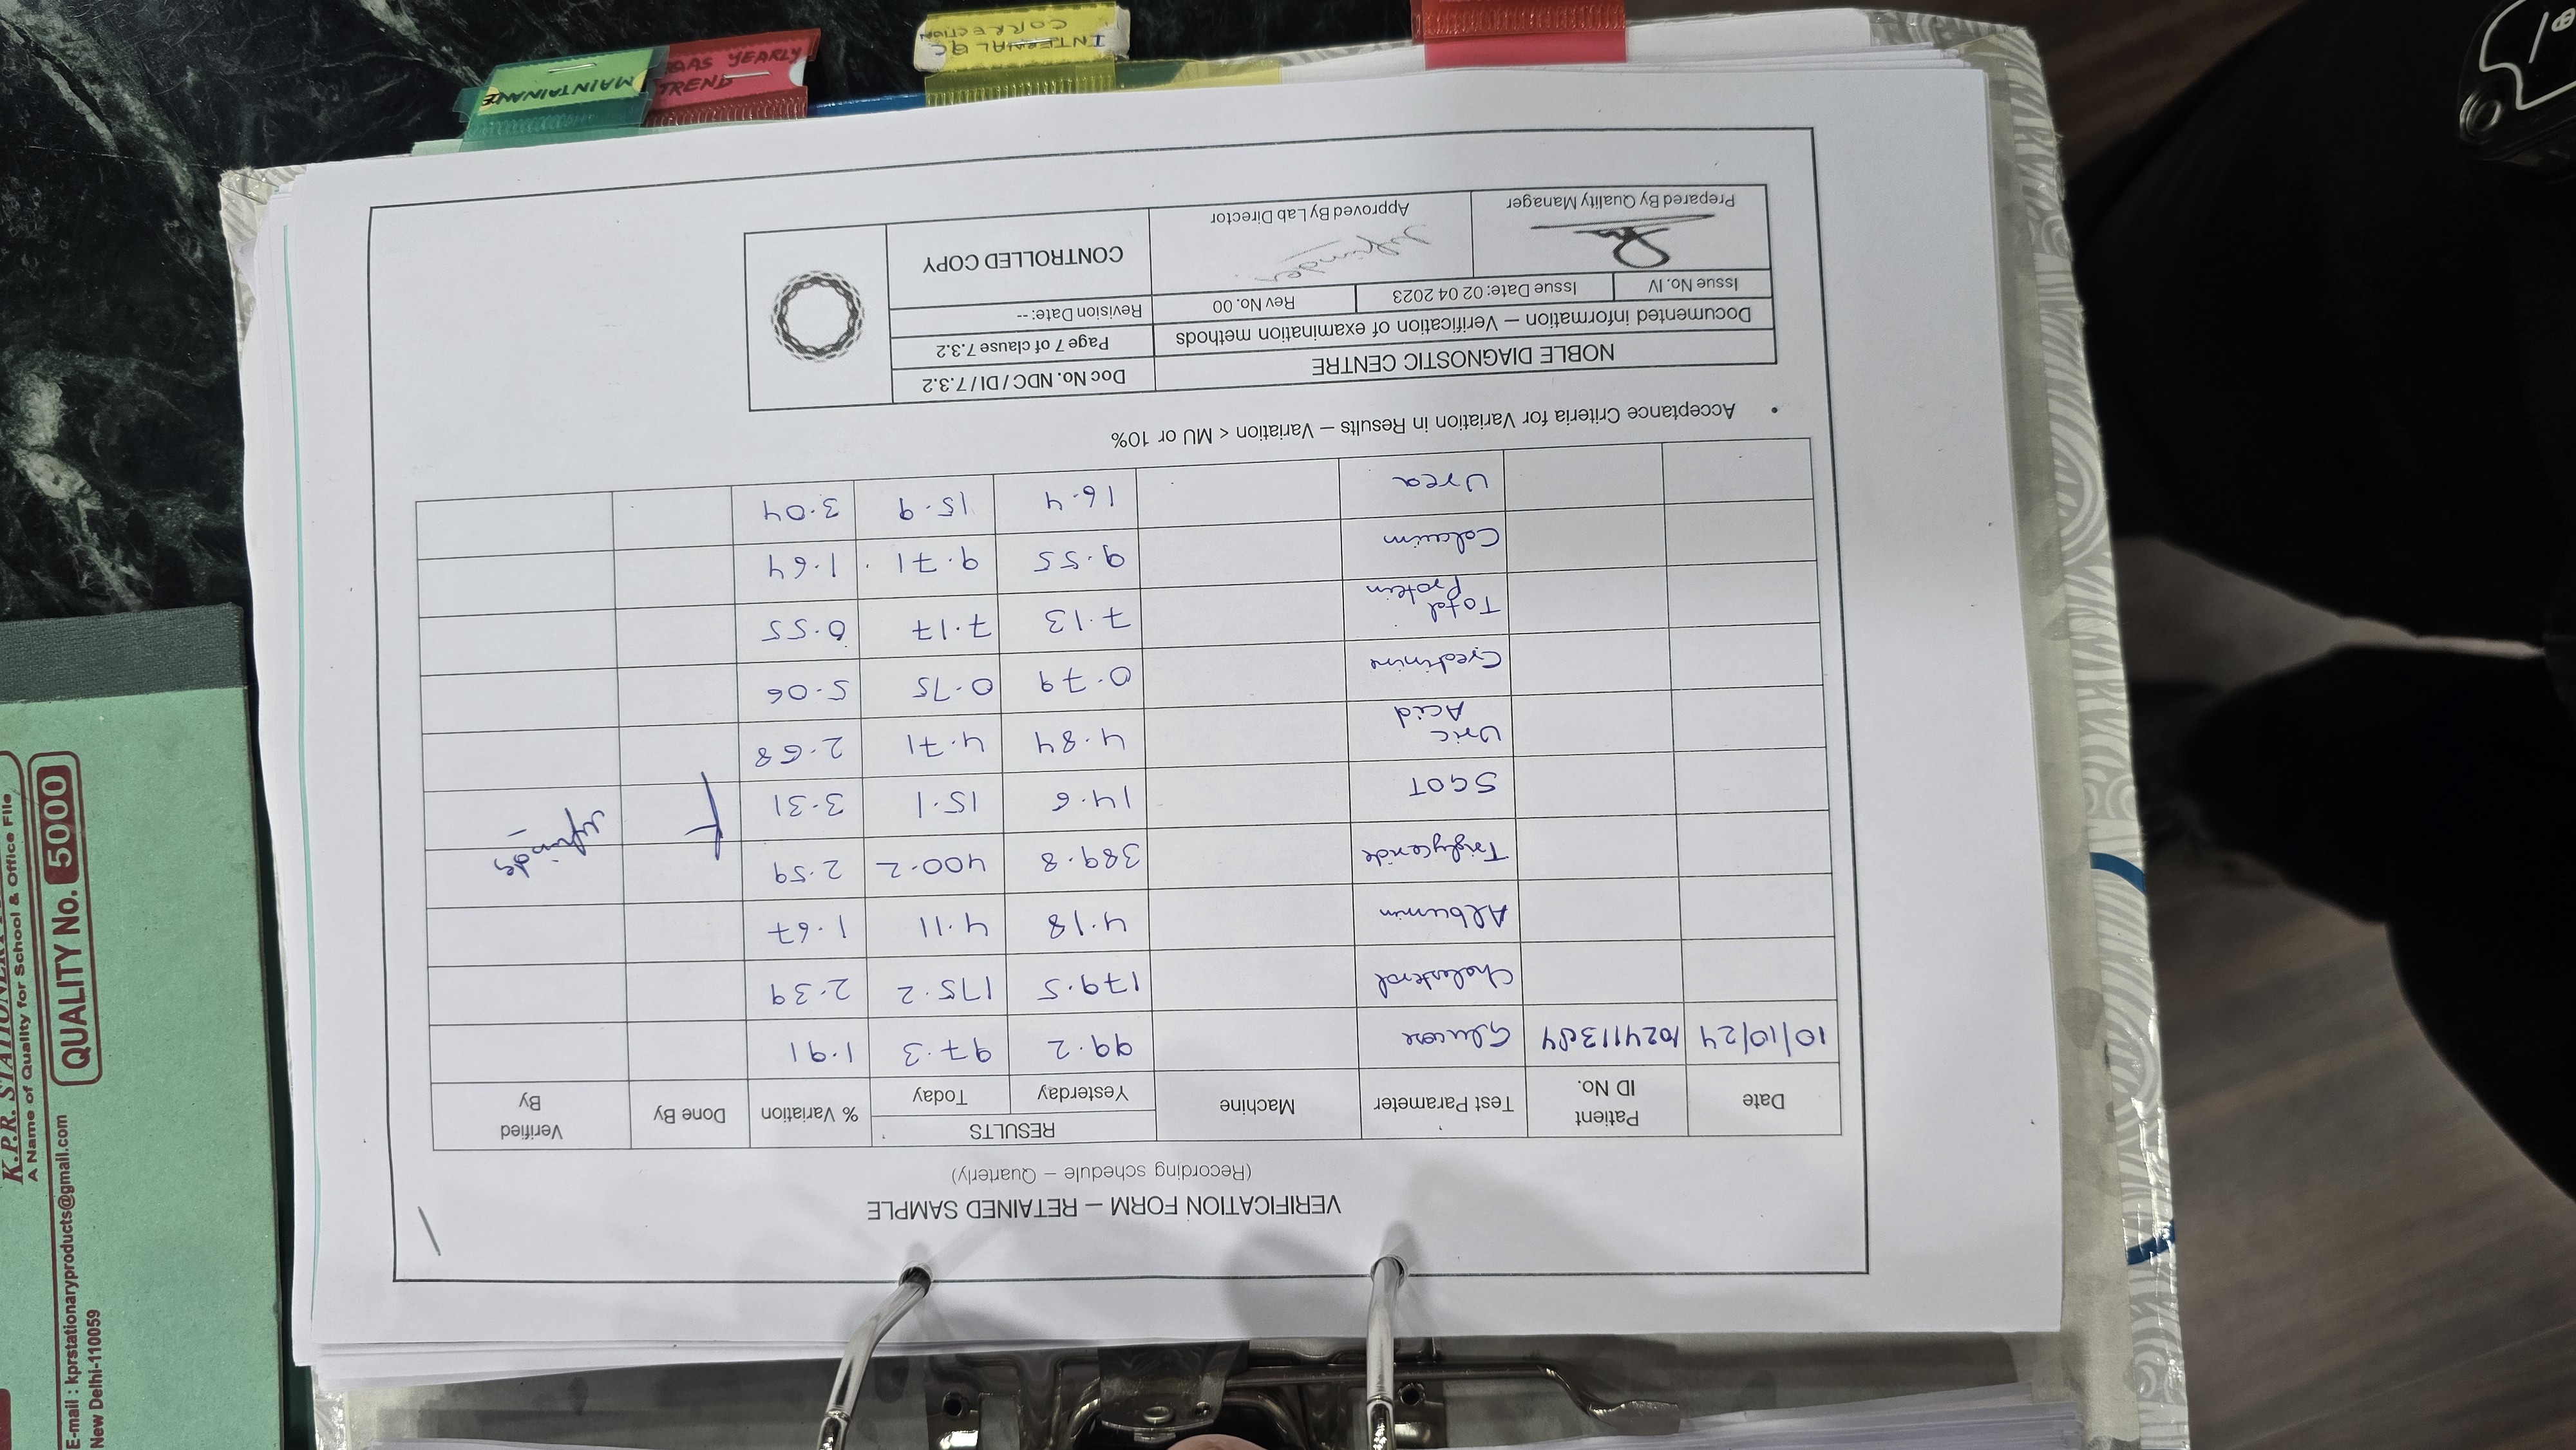 VERIFICATION FORM – RETAINED SAMPLE
(Recording schedule – Quarterly)
Date Patient ID No. Test Parameter Machine RESULTS Yesterday Today % Variation Done By Verified By
10/10/24 Glucose 99.2 97.3 1.91
Cholesterol 179.5 175.2 2.39
Albumin 4.18 4.11 1.67
Triglyceride 389.8 400.2 2.59
SGOT 14.6 15.1 3.31
Uric Acid 4.84 4.71 2.68
Creatinine 0.79 0.75 5.06
Total Protein 7.13 7.17 0.55
Calcium 9.55 9.71 1.64
Urea 16.4 15.9 3.04
• Acceptance Criteria for Variation in Results – Variation < MU or 10%
NOBLE DIAGNOSTIC CENTRE Doc No. NDC / DI / 7.3.2
Documented information – Verification of examination methods Page 7 of clause 7.3.2
Issue No. IV Issue Date: 02 04 2023 Rev No. 00 Revision Date: --
Prepared By Quality Manager Approved By Lab Director CONTROLLED COPY
MAINTAINANCE
EQAS YEARLY
TREND
INTERNAL QC
CORRECTION
K.P.R. STATIONERY
A Name of Quality for School & Office File
QUALITY No. 5000
E-mail : kprstationaryproducts@gmail.com
New Delhi-110059